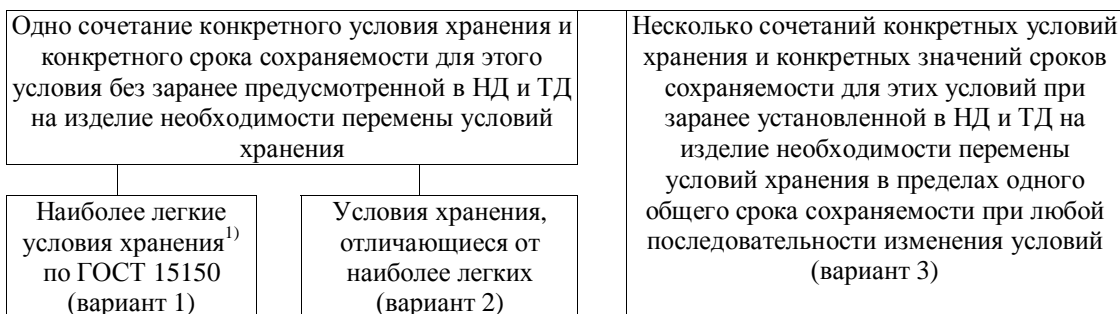 Одно сочетание конкретного условия хранения и
конкретного срока сохраняемости для этого
условия без заранее предусмотренной в НД и ТД
на изделие необходимости перемены условий
хранения
Наиболее легкие
условия хранения1)
по ГОСТ 15150
(вариант 1)
Условия хранения,
отличающиеся от
наиболее легких
(вариант 2)
Несколько сочетаний конкретных условий
хранения и конкретных значений сроков
сохраняемости для этих условий при
заранее установленной в НД и ТД на
изделие необходимости перемены
условий хранения в пределах одного
общего срока сохраняемости при любой
последовательности изменения условий
(вариант 3)